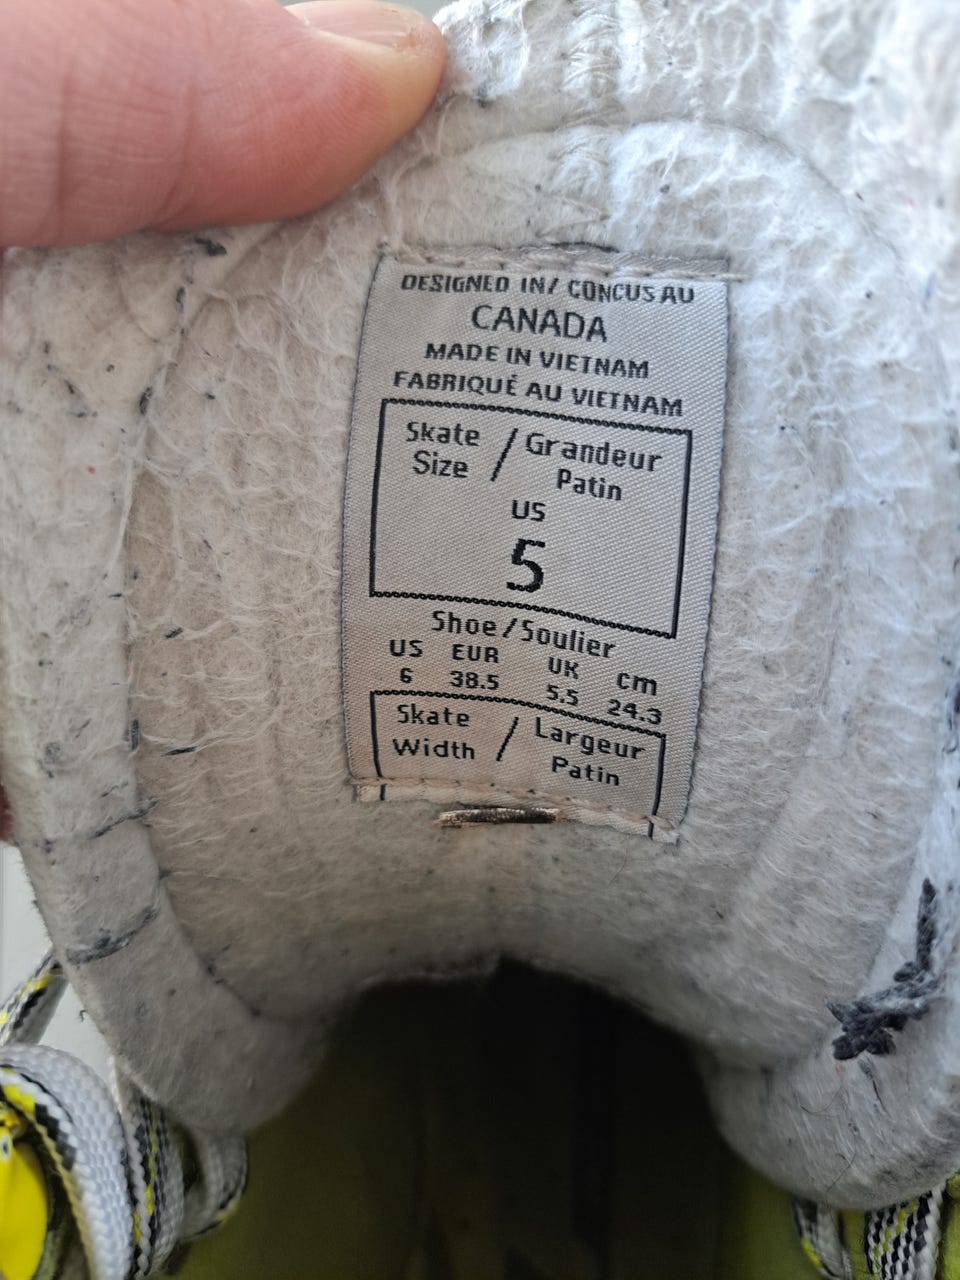 DESIGNED IN/ CONCUS AU
CANADA
MADE IN VIETNAM
FABRIQUÉ AU VIETNAM
Skate Size / Grandeur Patin
US
5
Shoe/Soulier
US EUR UK cm
6 38.5 5.5 24.3
Skate Width / Largeur Patin